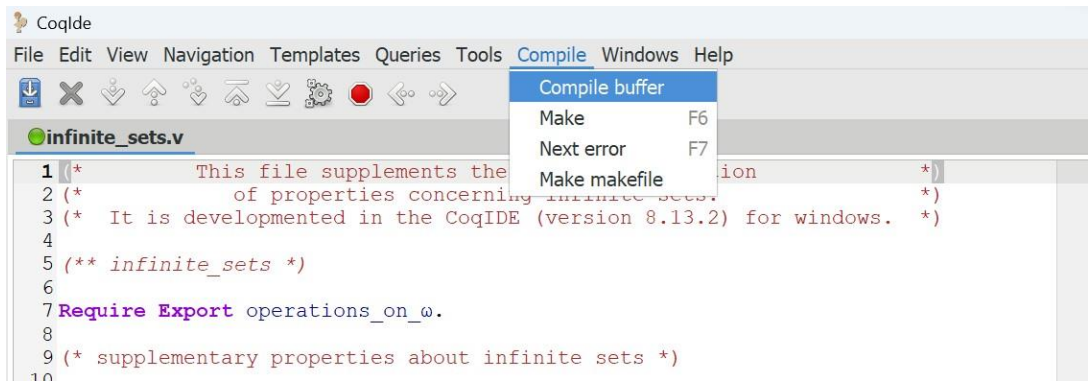 CoqIde
File Edit View Navigation Templates Queries Tools Compile Windows Help
Compile buffer
Make F6
Next error F7
Make makefile
infinite_sets.v
1 (* This file supplements the ion *)
2 (* of properties concerning infinite sets. *)
3 (* It is developmented in the CoqIDE (version 8.13.2) for windows. *)
4
5 (** infinite_sets *)
6
7 Require Export operations_on_ω.
8
9 (* supplementary properties about infinite sets *)
10